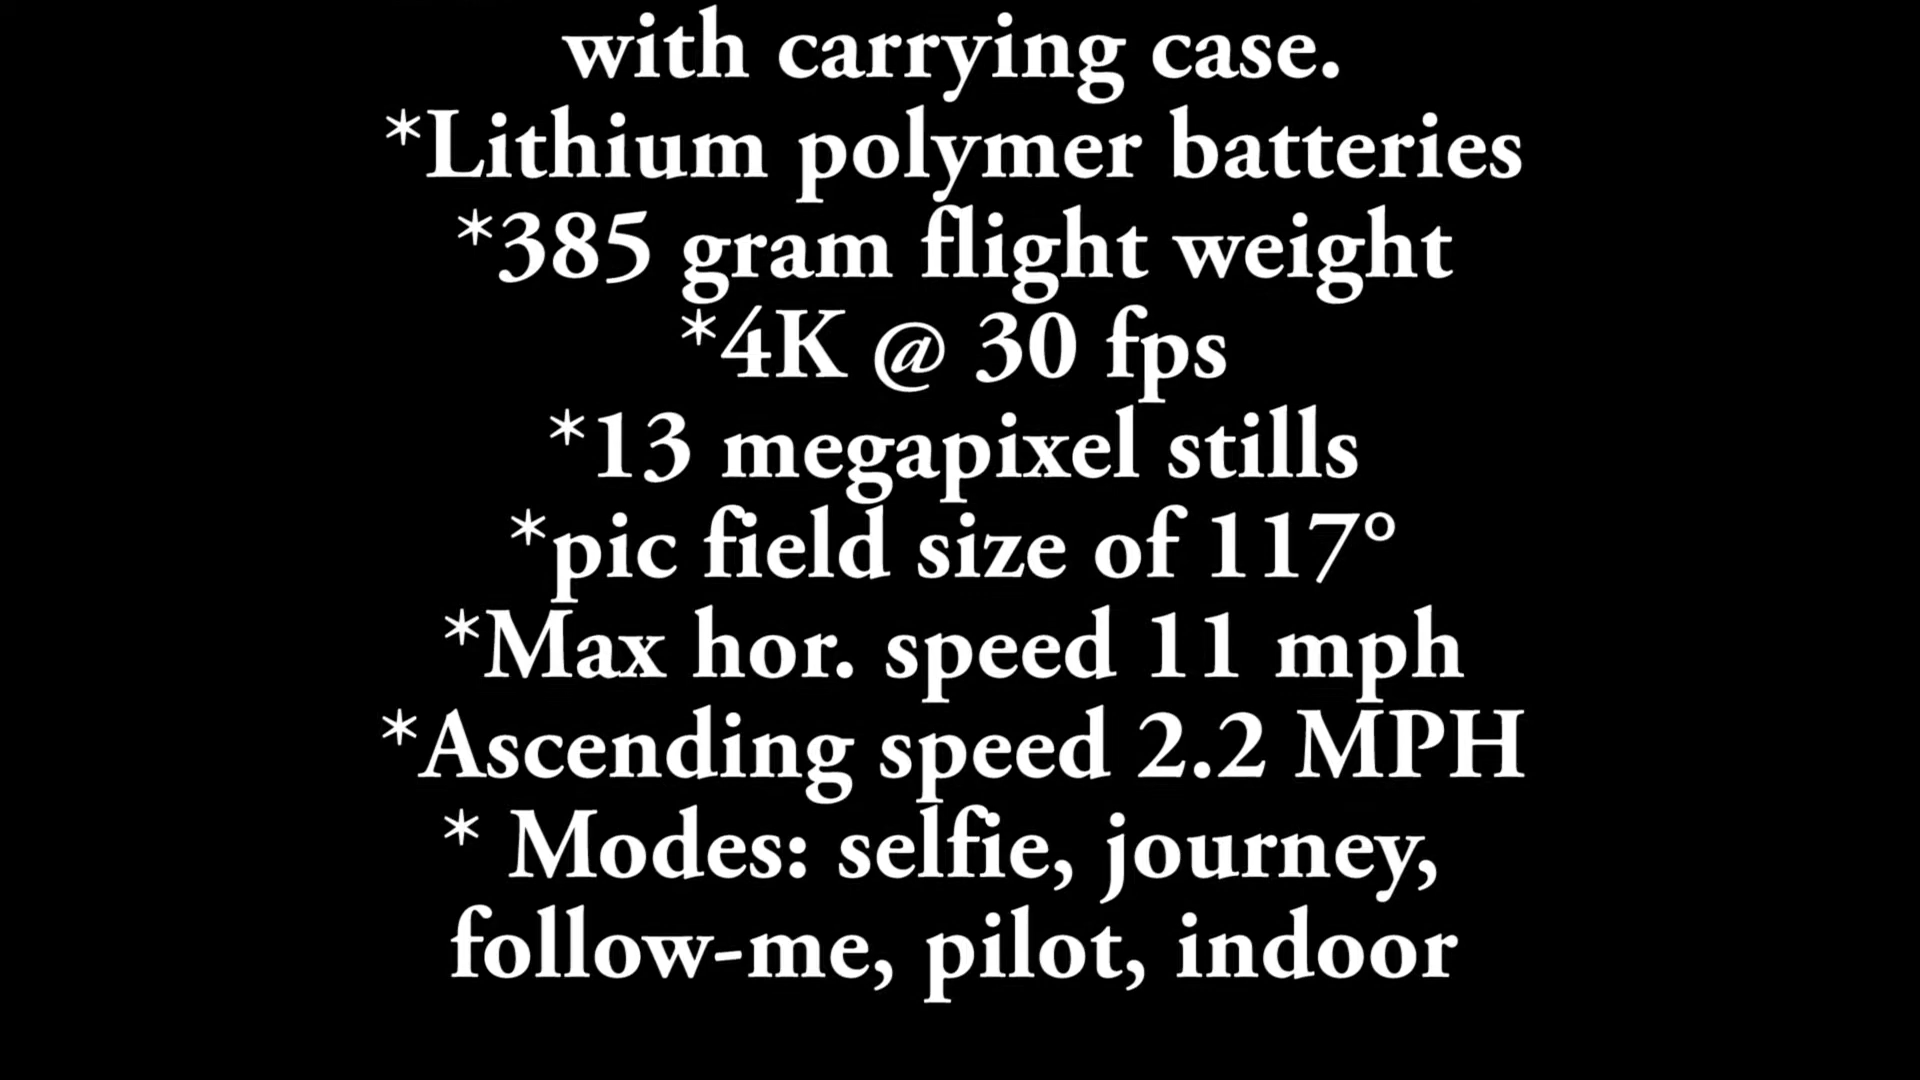 with carrying case.
*Lithium polymer batteries
*385 gram flight weight
*4K @ 30 fps
*13 megapixel stills
*pic field size of 117°
*Max hor. speed 11 mph
*Ascending speed 2.2 MPH
* Modes: selfie, journey,
follow-me, pilot, indoor